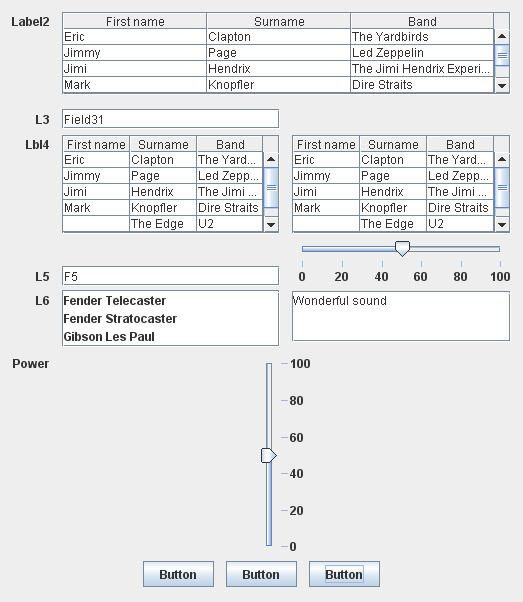 Label2 First name Surname Band
Eric Clapton The Yardbirds
Jimmy Page Led Zeppelin
Jimi Hendrix The Jimi Hendrix Experi...
Mark Knopfler Dire Straits
L3 Field31
Lbl4 First name Surname Band First name Surname Band
Eric Clapton The Yard... Eric Clapton The Yard...
Jimmy Page Led Zepp... Jimmy Page Led Zepp...
Jimi Hendrix The Jimi ... Jimi Hendrix The Jimi ...
Mark Knopfler Dire Straits Mark Knopfler Dire Straits
The Edge U2 The Edge U2
L5 F5 0 20 40 60 80 100
L6 Fender Telecaster Wonderful sound
Fender Stratocaster
Gibson Les Paul
Power 100
80
60
40
20
0
Button Button Button